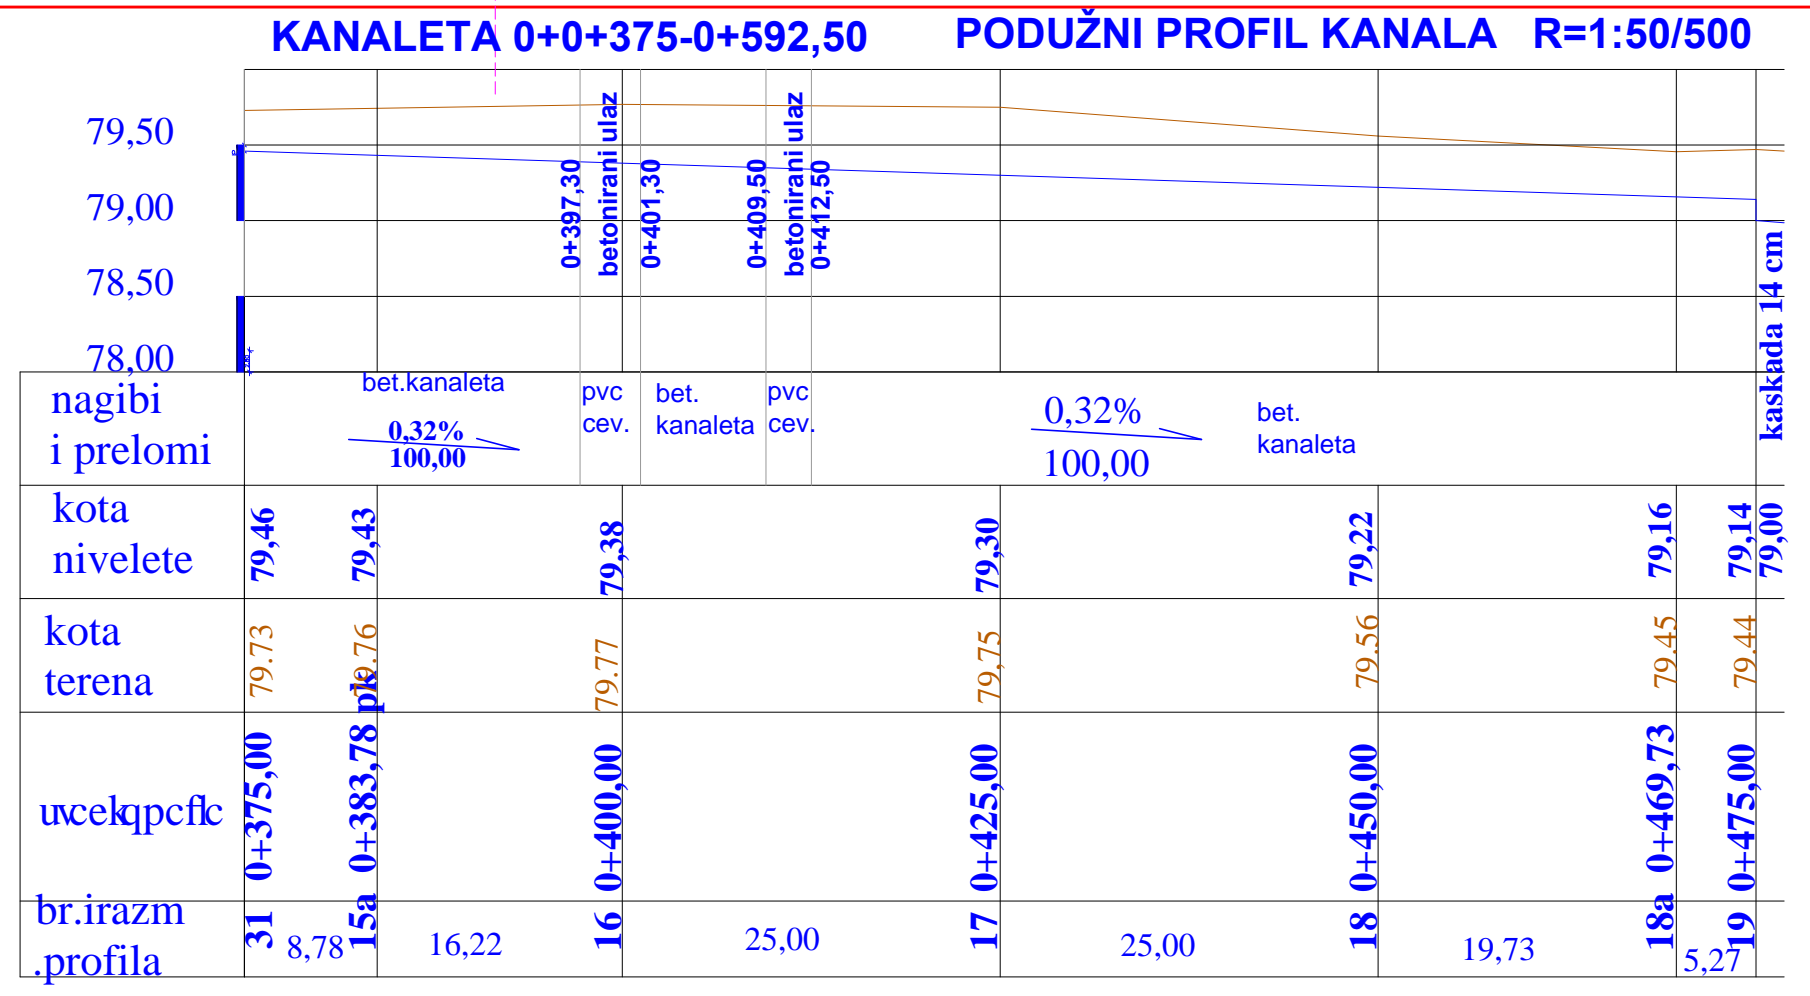 KANALETA 0+0+375-0+592,50 PODUŽNI PROFIL KANALA R=1:50/500
79,50
79,00
78,50
78,00
0+397,30
betonirani ulaz
0+401,30
0+409,50
betonirani ulaz
0+412,50
kaskada 14 cm
nagibi
i prelomi
bet.kanaleta
0,32%
100,00
pvc
cev.
bet.
kanaleta
pvc
cev.
0,32%
100,00
bet.
kanaleta
kota
nivelete
79,46
79,43
79,38
79,30
79,22
79,16
79,14
79,00
kota
terena
79.73
79.76
79.77
79,75
79.56
79.45
79.44
uvcekqpcflc
31 0+375,00
15a 0+383,78 pk
16 0+400,00
17 0+425,00
18 0+450,00
18a 0+469,73
19 0+475,00
br.irazm
.profila
8,78
16,22
25,00
25,00
19,73
5,27